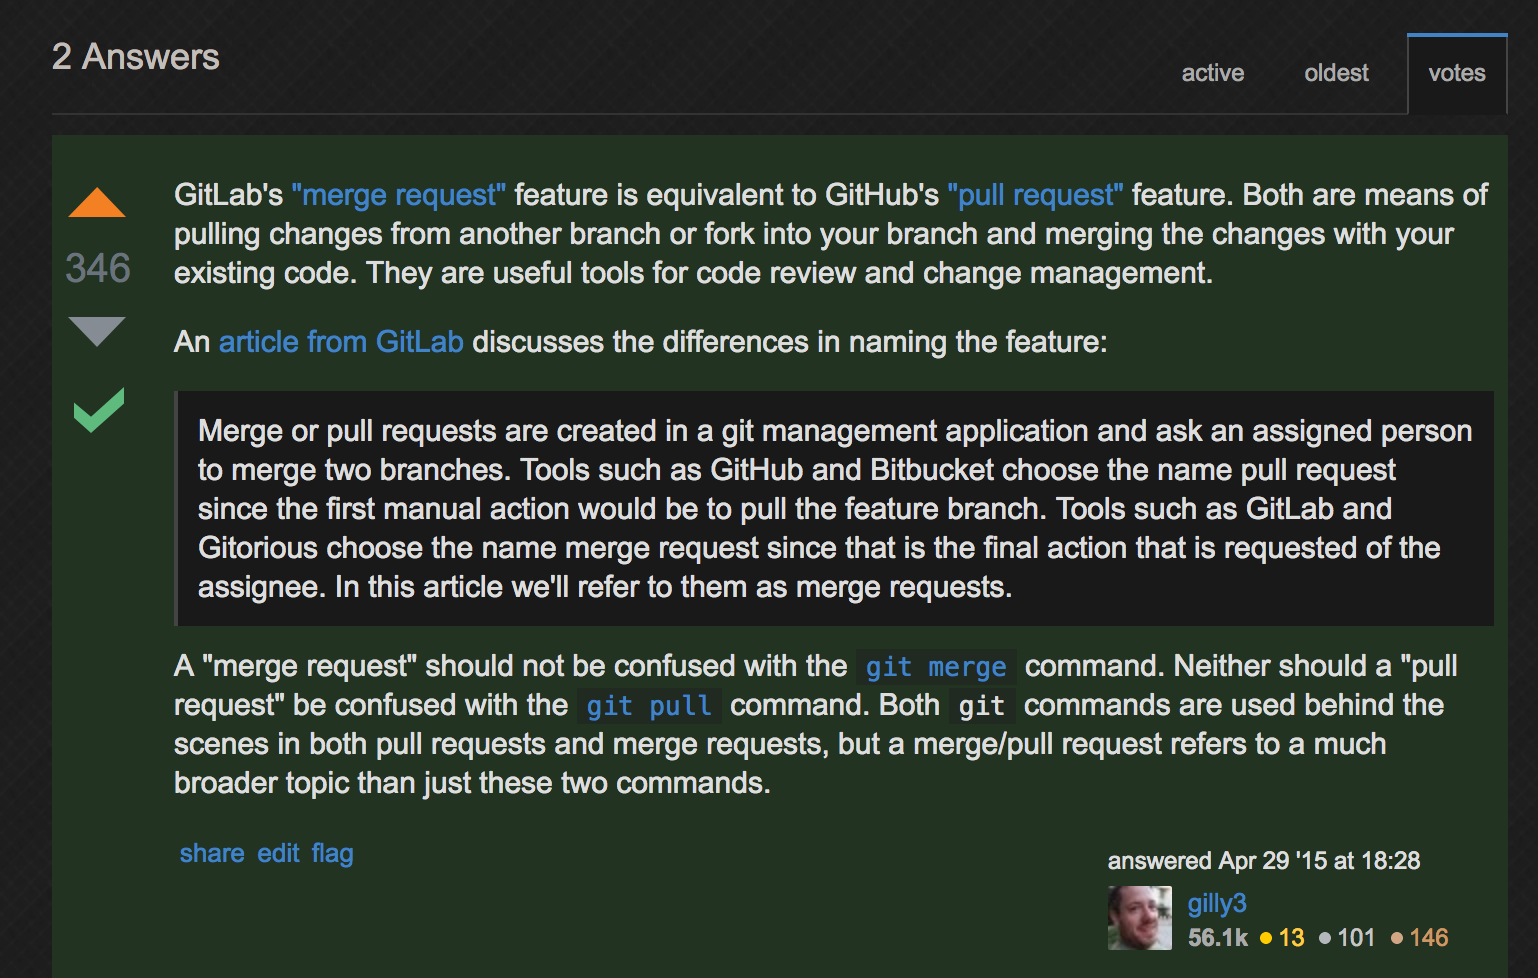 2 Answers
active oldest votes
GitLab's "merge request" feature is equivalent to GitHub's "pull request" feature. Both are means of
pulling changes from another branch or fork into your branch and merging the changes with your
346
existing code. They are useful tools for code review and change management.
An article from GitLab discusses the differences in naming the feature:
Merge or pull requests are created in a git management application and ask an assigned person
to merge two branches. Tools such as GitHub and Bitbucket choose the name pull request
since the first manual action would be to pull the feature branch. Tools such as GitLab and
Gitorious choose the name merge request since that is the final action that is requested of the
assignee. In this article we'll refer to them as merge requests.
A "merge request" should not be confused with the git merge command. Neither should a "pull
request" be confused with the git pull command. Both git commands are used behind the
scenes in both pull requests and merge requests, but a merge/pull request refers to a much
broader topic than just these two commands.
share edit flag
answered Apr 29 '15 at 18:28
gilly3
56.1k 13 101 146